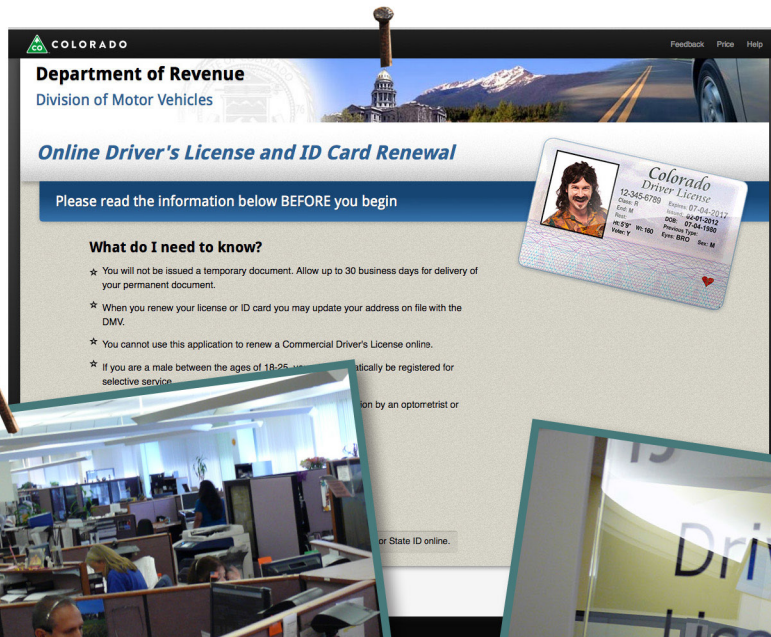 CO COLORADO
Feedback Price Help
Department of Revenue
Division of Motor Vehicles
Online Driver's License and ID Card Renewal
Please read the information below BEFORE you begin
Colorado
Driver License
12-345-6789
Class: R
End: M
Rest:
Ht: 5'9" Wt: 160
Voter: Y
Expires: 07-04-2017
Issued: 02-01-2012
DOB: 07-04-1980
Previous Type:
Eyes: BRO Sex: M
What do I need to know?
You will not be issued a temporary document. Allow up to 30 business days for delivery of
your permanent document.
When you renew your license or ID card you may update your address on file with the
DMV.
You cannot use this application to renew a Commercial Driver's License online.
If you are a male between the ages of 18-25,
be registered for
selective service
by an optometrist or
or State ID online.